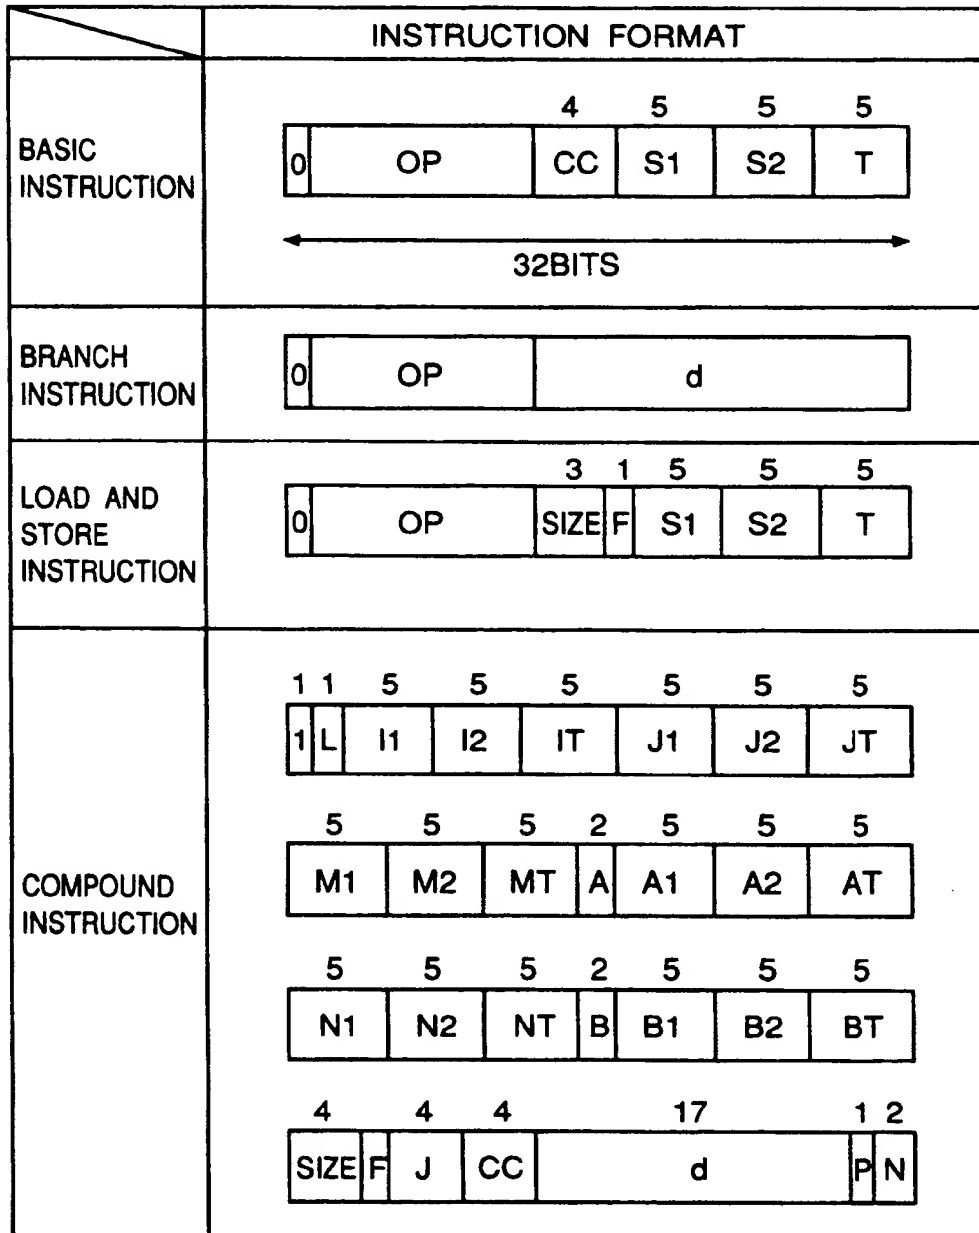 INSTRUCTION FORMAT
BASIC
INSTRUCTION
4 5 5 5
0 OP CC S1 S2 T
32BITS
BRANCH
INSTRUCTION
0 OP d
LOAD AND
STORE
INSTRUCTION
3 1 5 5 5
0 OP SIZE F S1 S2 T
COMPOUND
INSTRUCTION
1 1 5 5 5 5 5 5
1 L I1 I2 IT J1 J2 JT
5 5 5 2 5 5 5
M1 M2 MT A A1 A2 AT
5 5 5 2 5 5 5
N1 N2 NT B B1 B2 BT
4 4 4 17 1 2
SIZE F J CC d P N